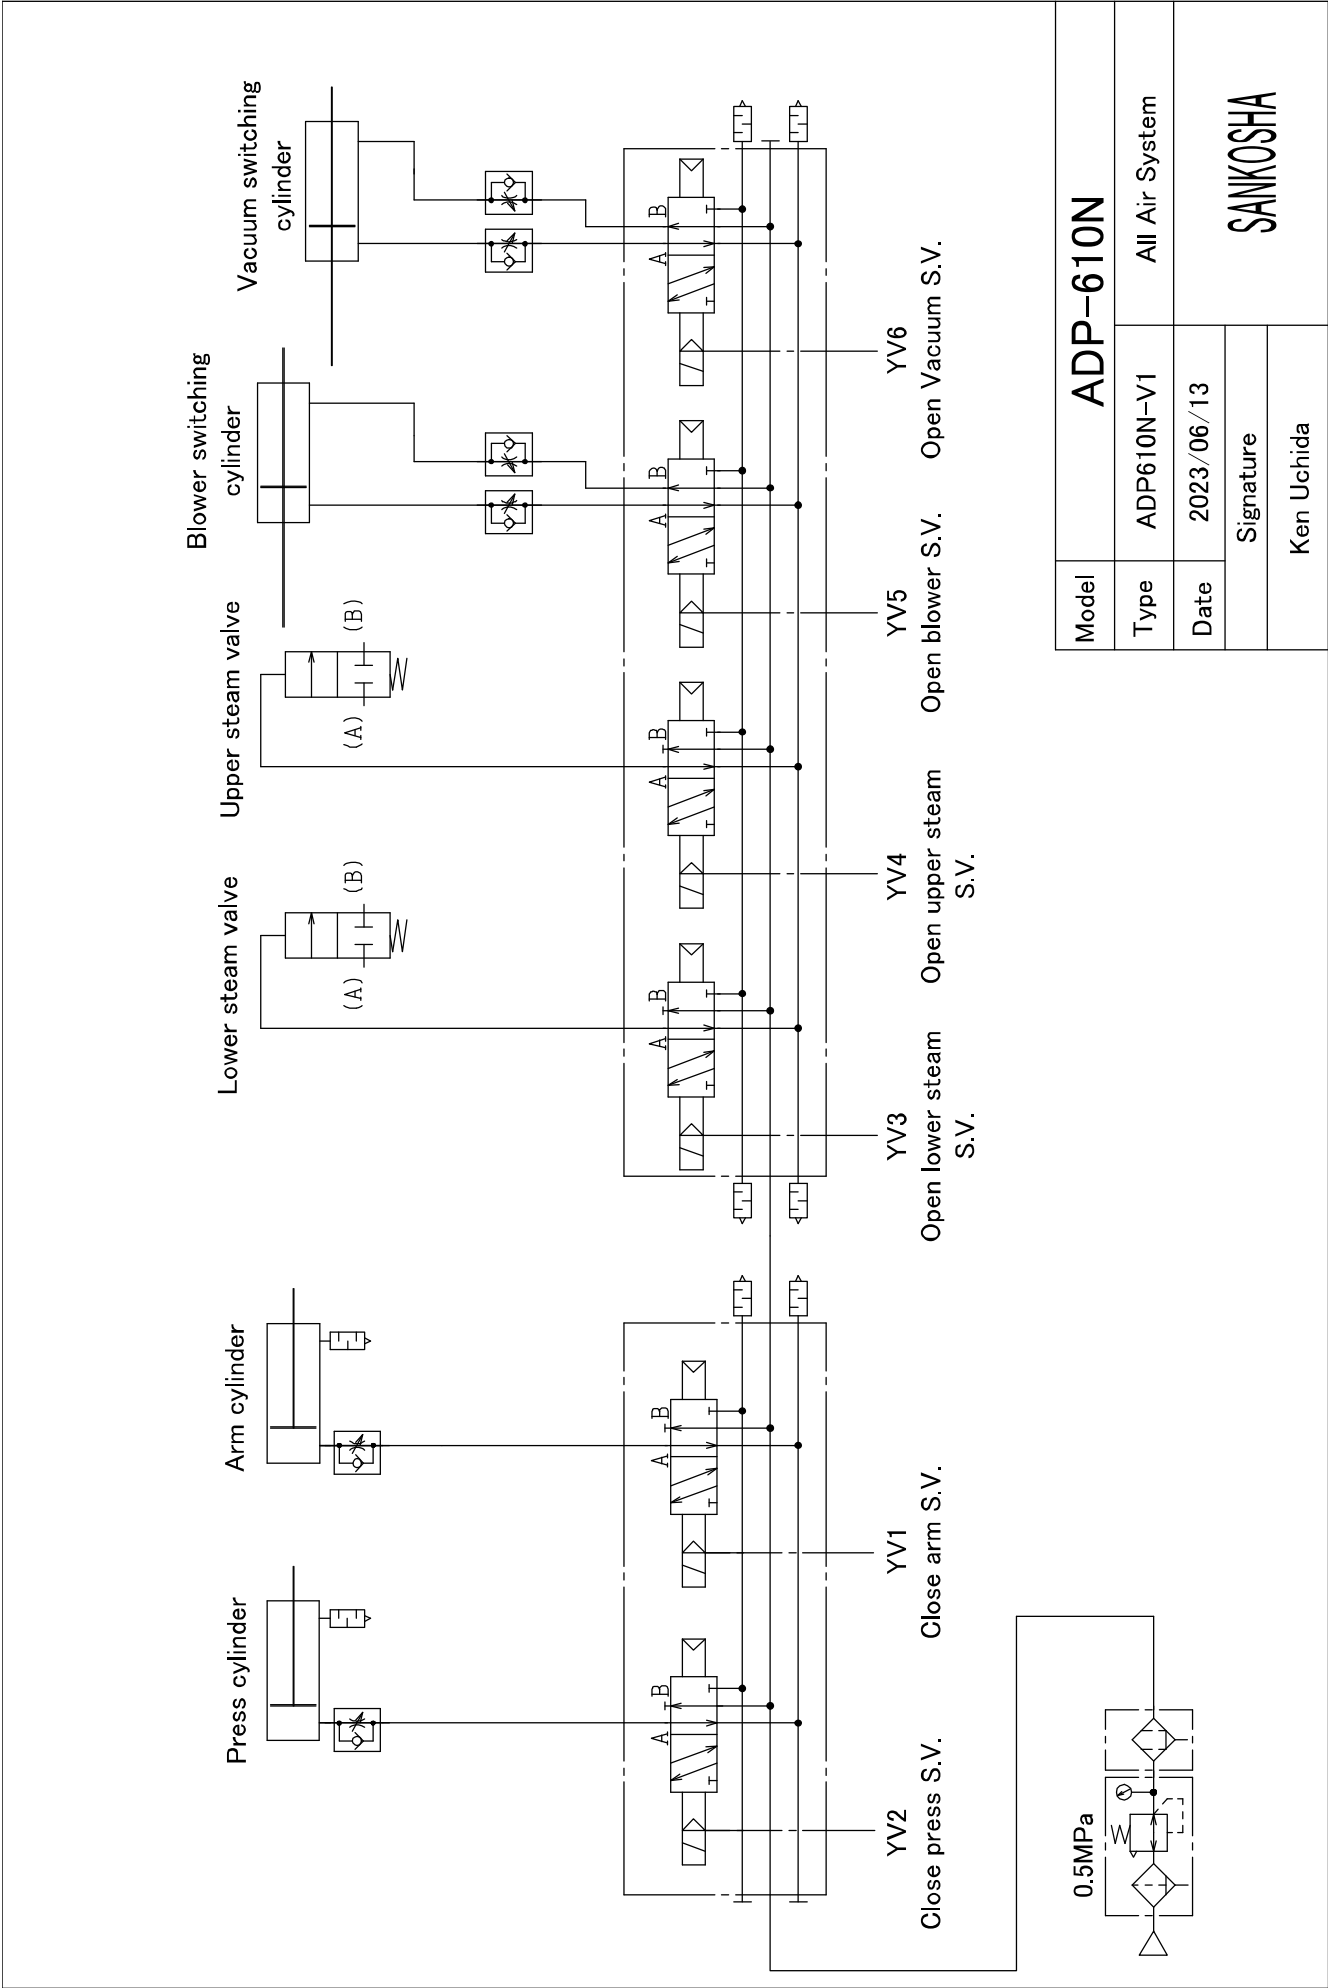 Press cylinder
Arm cylinder
Lower steam valve
Upper steam valve
Blower switching
cylinder
Vacuum switching
cylinder
(A)
(B)
(A)
(B)
A
B
A
B
A
B
A
B
A
B
A
B
YV2
Close press S.V.
YV1
Close arm S.V.
YV3
Open lower steam
S.V.
YV4
Open upper steam
S.V.
YV5
Open blower S.V.
YV6
Open Vacuum S.V.
0.5MPa
Model
ADP-610N
Type
ADP610N-V1
All Air System
Date
2023/06/13
Signature
Ken Uchida
SANKOSHA